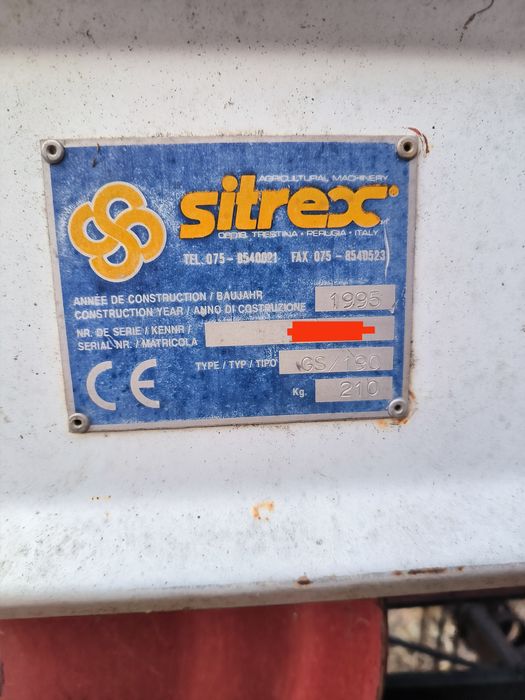 AGRICULTURAL MACHINERY
sitrex®
OPDIEL TRESTINA • PERUGIA • ITALY
TEL. 075 - 8540021 FAX 075 - 8540523
ANNÉE DE CONSTRUCTION / BAUJAHR
CONSTRUCTION YEAR / ANNO DI COSTRUZIONE 1995
NR. DE SERIE / KENNR /
SERIAL NR. / MATRICOLA
TYPE / TYP / TIPO GS/190
Kg. 210
CE